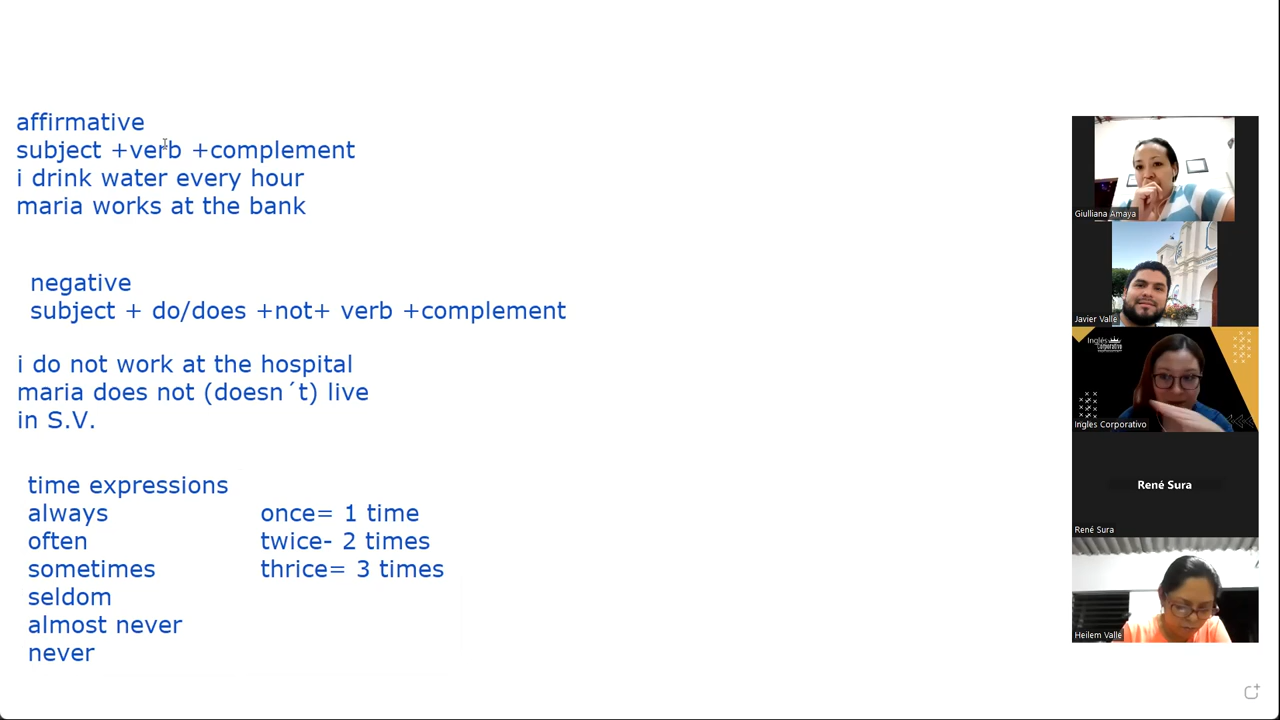 affirmative
subject +verb +complement
i drink water every hour
maria works at the bank
negative
subject + do/does +not+ verb +complement
i do not work at the hospital
maria does not (doesn´t) live
in S.V.
time expressions
always once= 1 time
often twice- 2 times
sometimes thrice= 3 times
seldom
almost never
never
Giulliana Amaya
Javier Valle
Inglés
Corporativo
Ingles Corporativo
René Sura
René Sura
Heilem Valle